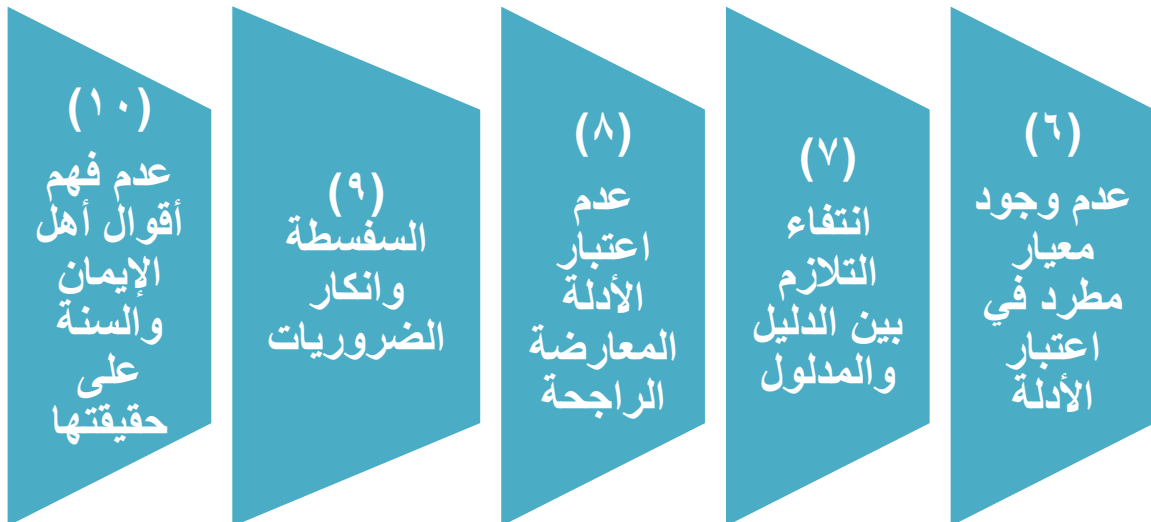 (٦)
عدم وجود
معيار
مطرد في
اعتبار
الأدلة
(٧)
انتفاء
التلازم
بين الدليل
والمدلول
(٨)
عدم
اعتبار
الأدلة
المعارضة
الراجحة
(٩)
السفسطة
وانكار
الضروريات
(١٠)
عدم فهم
أقوال أهل
الإيمان
والسنة
على
حقيقتها